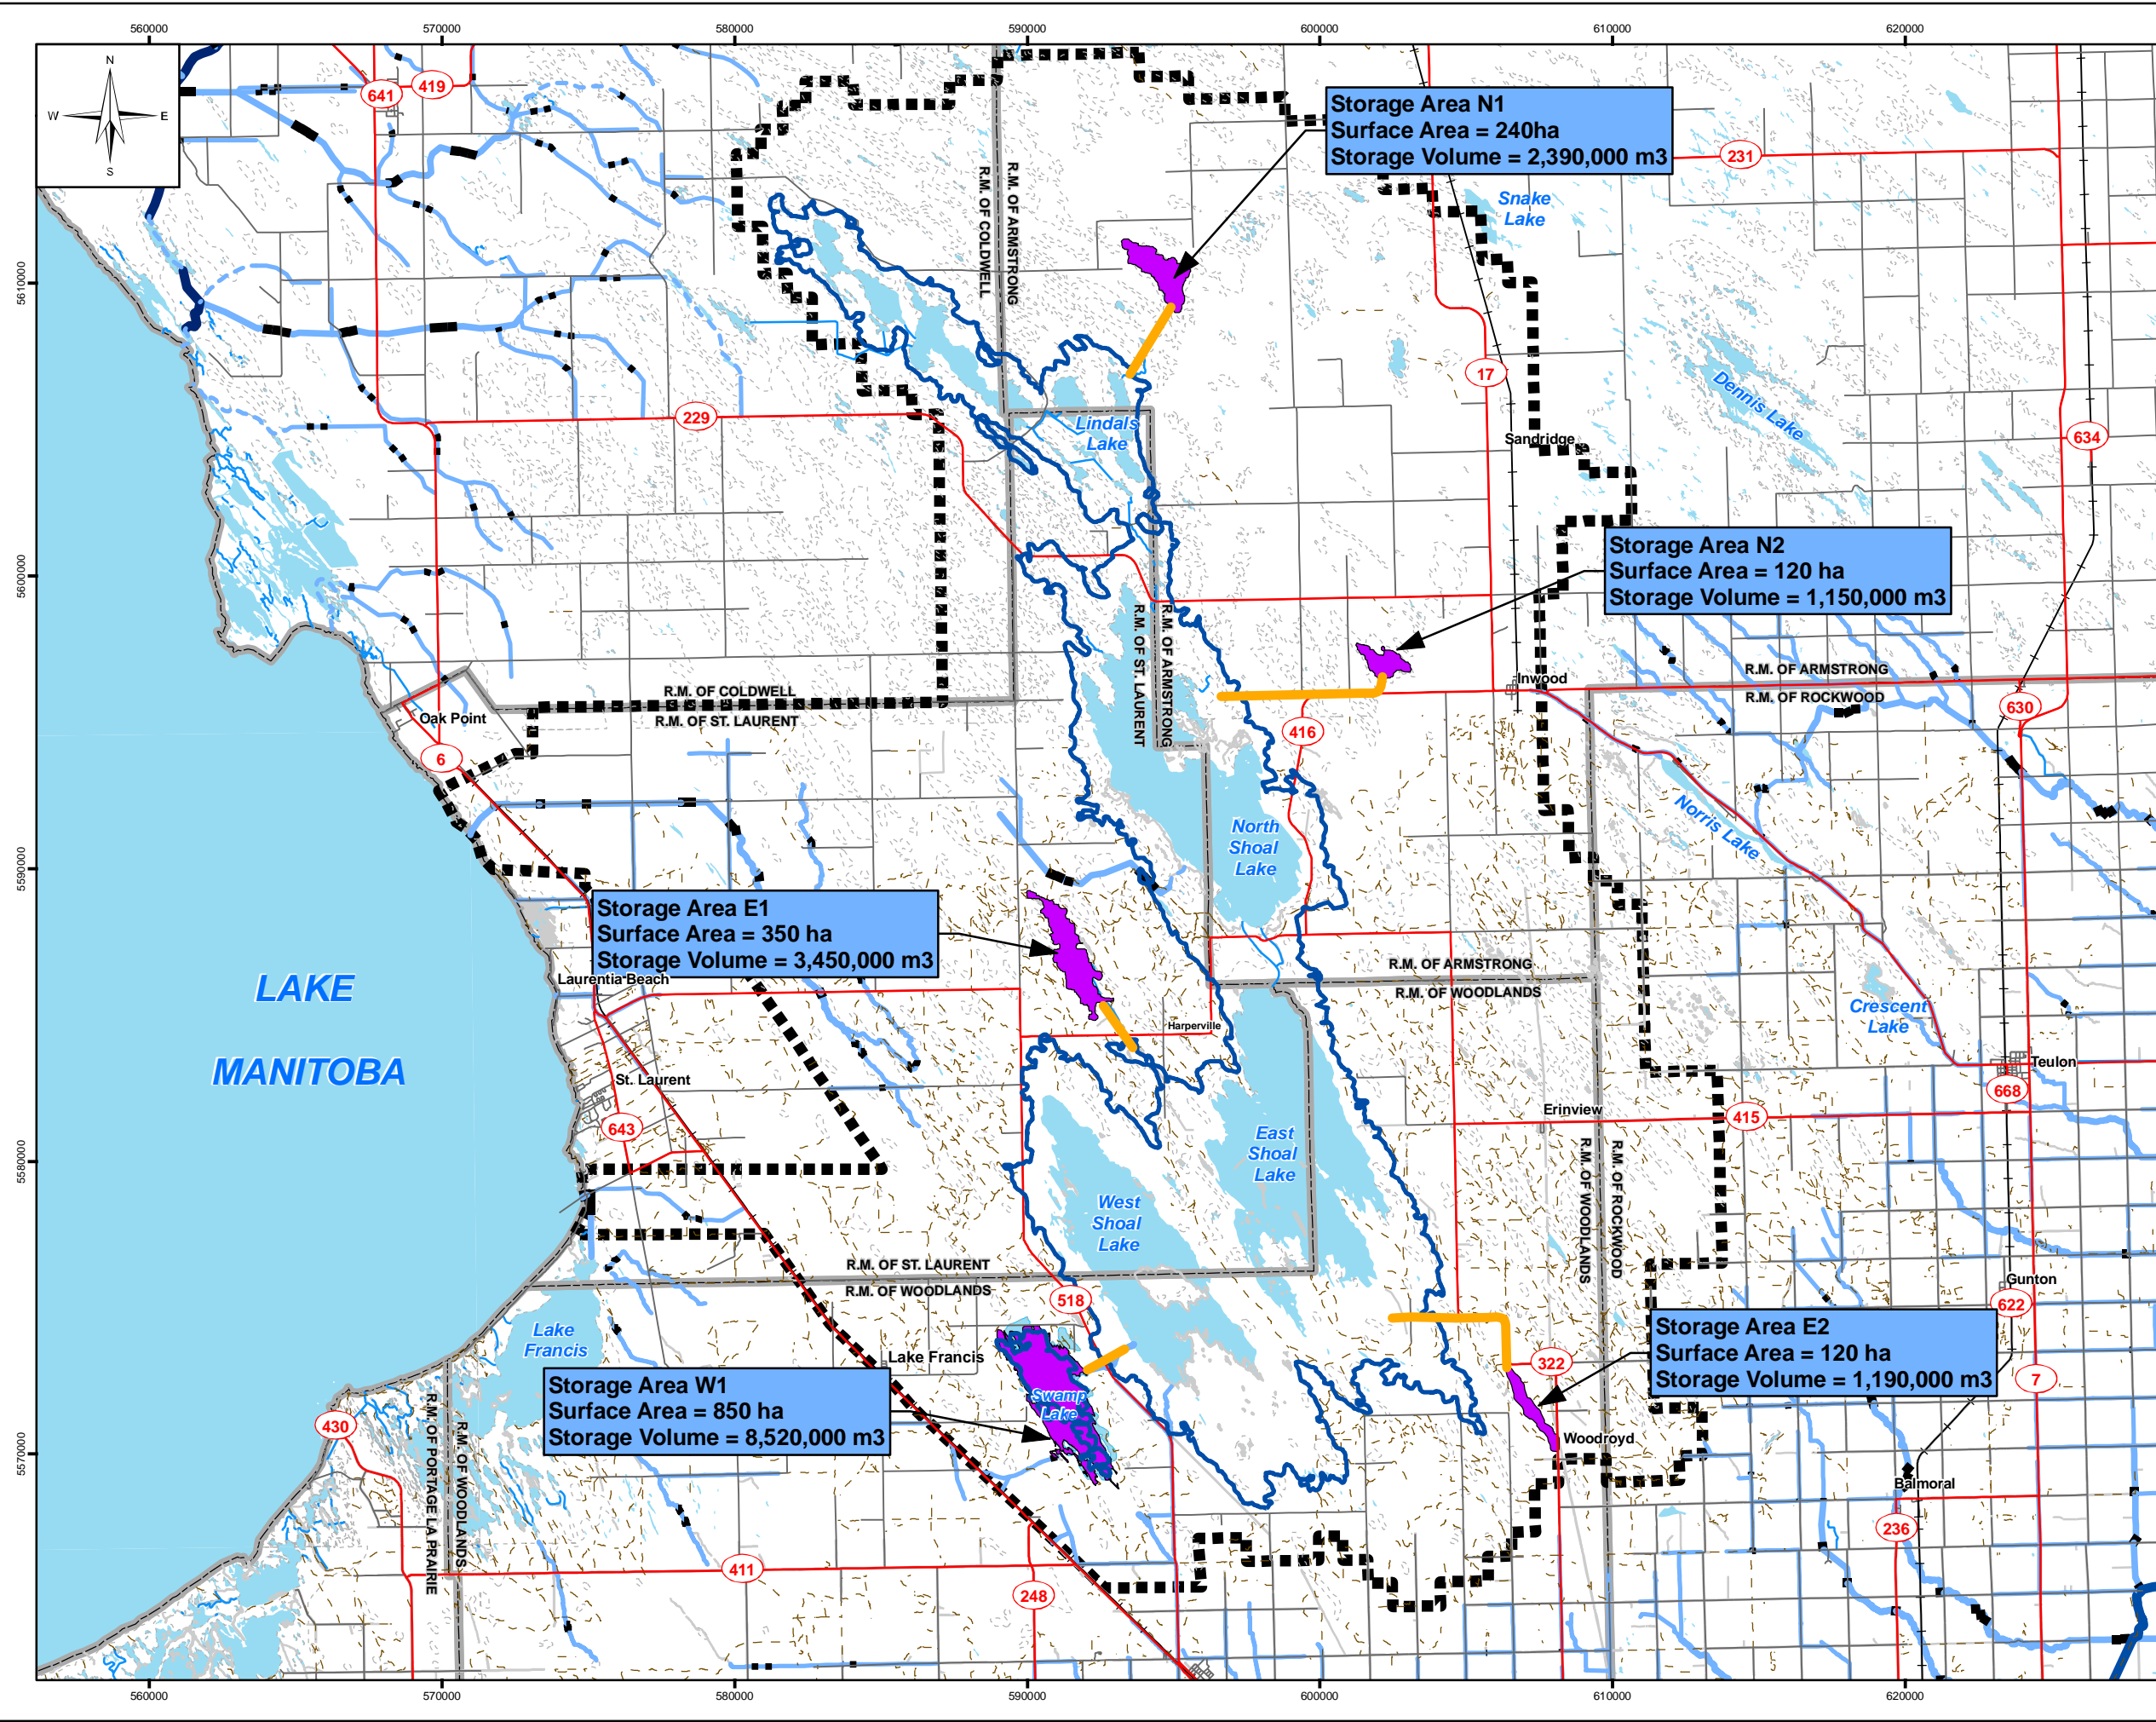 560000
570000
580000
590000
600000
610000
620000
N
W
E
S
641
419
Storage Area N1
Surface Area = 240ha
Storage Volume = 2,390,000 m3
231
R.M. OF COLDWELL
R.M. OF ARMSTRONG
Snake
Lake
5610000
17
Dennis Lake
229
Lindals
Lake
Sandridge
634
5600000
Storage Area N2
Surface Area = 120 ha
Storage Volume = 1,150,000 m3
R.M. OF ST. LAURENT
R.M. OF ARMSTRONG
R.M. OF COLDWELL
R.M. OF ST. LAURENT
Inwood
R.M. OF ARMSTRONG
R.M. OF ROCKWOOD
630
Oak Point
6
416
Norris Lake
North
Shoal
Lake
5590000
Storage Area E1
Surface Area = 350 ha
Storage Volume = 3,450,000 m3
Laurentia Beach
R.M. OF ARMSTRONG
R.M. OF WOODLANDS
LAKE
MANITOBA
Harperville
Crescent
Lake
Teulon
668
St. Laurent
643
Erinview
415
5580000
East
Shoal
Lake
West
Shoal
Lake
R.M. OF WOODLANDS
R.M. OF ROCKWOOD
R.M. OF ST. LAURENT
R.M. OF WOODLANDS
518
Gunton
622
Lake
Francis
Lake Francis
Storage Area E2
Surface Area = 120 ha
Storage Volume = 1,190,000 m3
322
7
Storage Area W1
Surface Area = 850 ha
Storage Volume = 8,520,000 m3
Swamp
Lake
430
R.M. OF PORTAGE LA PRAIRIE
R.M. OF WOODLANDS
Woodroyd
5570000
Balmoral
236
411
248
560000
570000
580000
590000
600000
610000
620000